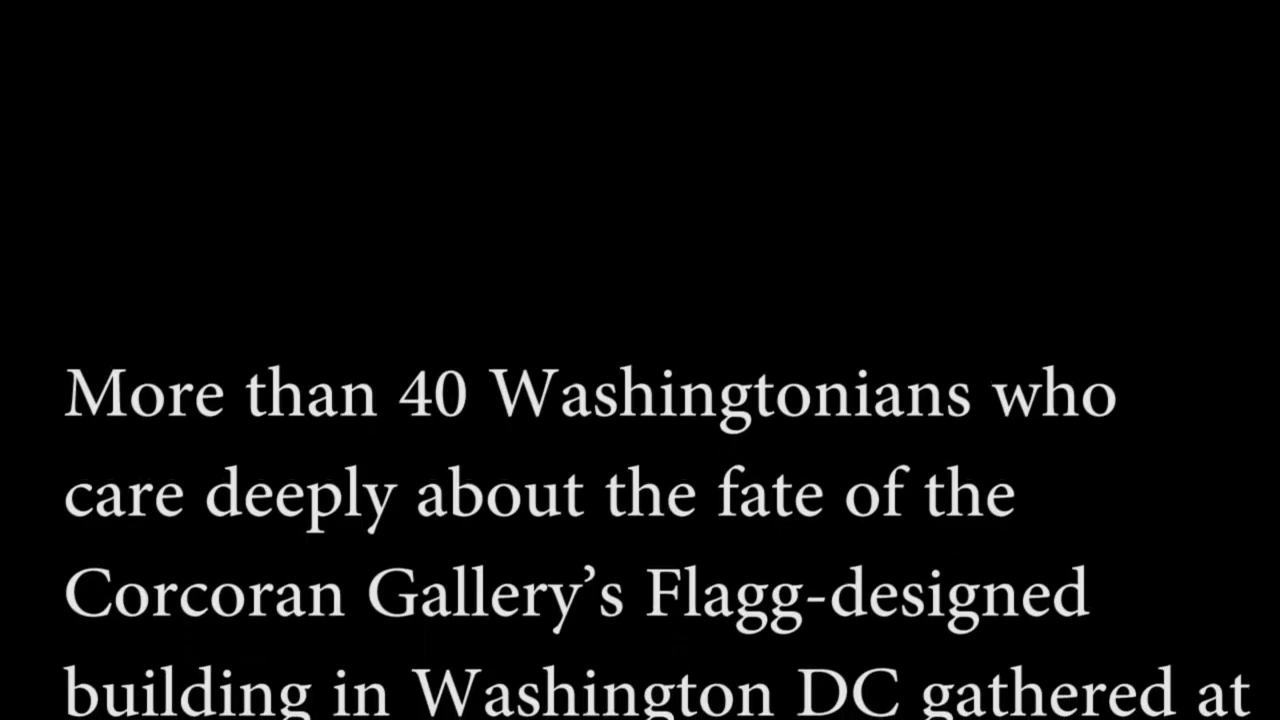 More than 40 Washingtonians who
care deeply about the fate of the
Corcoran Gallery’s Flagg-designed
building in Washington DC gathered at